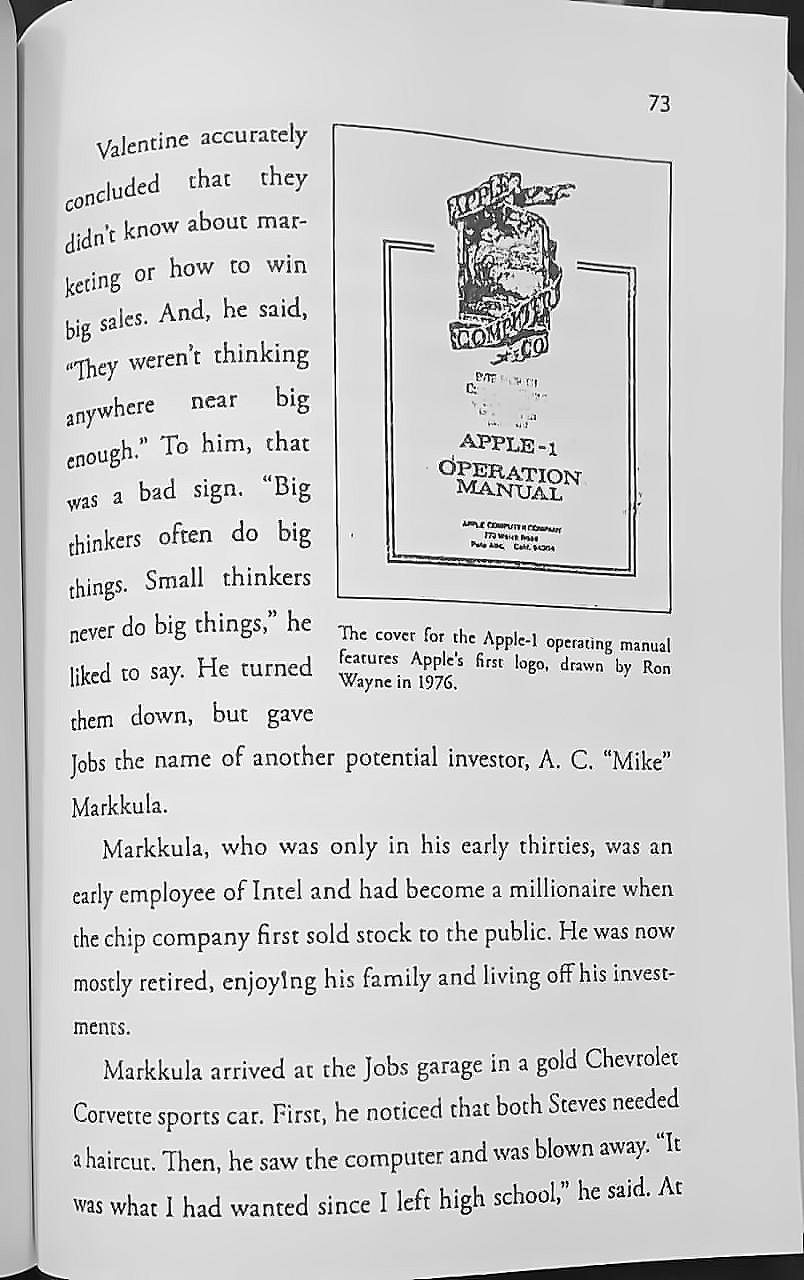 73
Valentine accurately
concluded that they
didn't know about mar-
keting or how to win
big sales. And, he said,
“They weren't thinking
anywhere near big
enough.” To him, that
was a bad sign. “Big
thinkers often do big
things. Small thinkers
never do big things,” he
liked to say. He turned
them down, but gave
APPLE
COMPUTER
CO
APPLE-1
OPERATION
MANUAL
APPLE COMPUTER COMPANY
770 Welch Road
Palo Alto, Calif. 94304
The cover for the Apple-1 operating manual
features Apple's first logo, drawn by Ron
Wayne in 1976.
Jobs the name of another potential investor, A. C. “Mike”
Markkula.
Markkula, who was only in his early thirties, was an
early employee of Intel and had become a millionaire when
the chip company first sold stock to the public. He was now
mostly retired, enjoying his family and living off his invest-
ments.
Markkula arrived at the Jobs garage in a gold Chevrolet
Corvette sports car. First, he noticed that both Steves needed
a haircut. Then, he saw the computer and was blown away. “It
was what I had wanted since I left high school,” he said. At